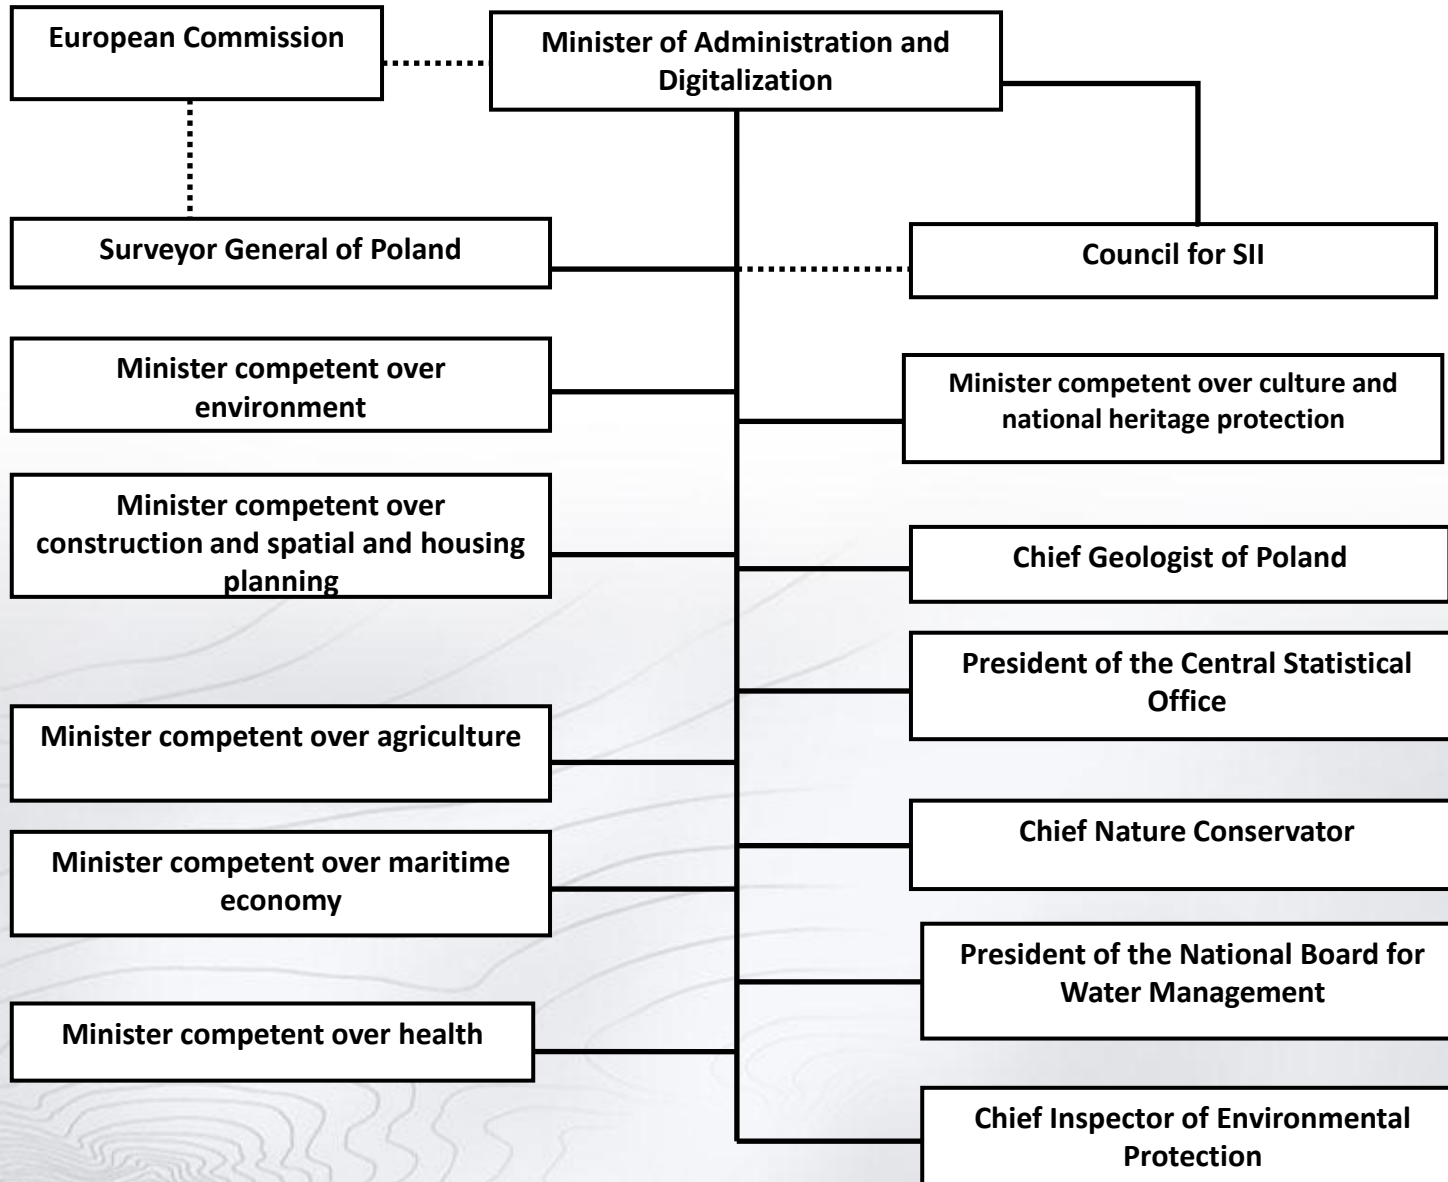 European Commission
Minister of Administration and
Digitalization
Surveyor General of Poland
Council for SII
Minister competent over
environment
Minister competent over culture and
national heritage protection
Minister competent over
construction and spatial and housing
planning
Chief Geologist of Poland
President of the Central Statistical
Office
Minister competent over agriculture
Chief Nature Conservator
Minister competent over maritime
economy
President of the National Board for
Water Management
Minister competent over health
Chief Inspector of Environmental
Protection